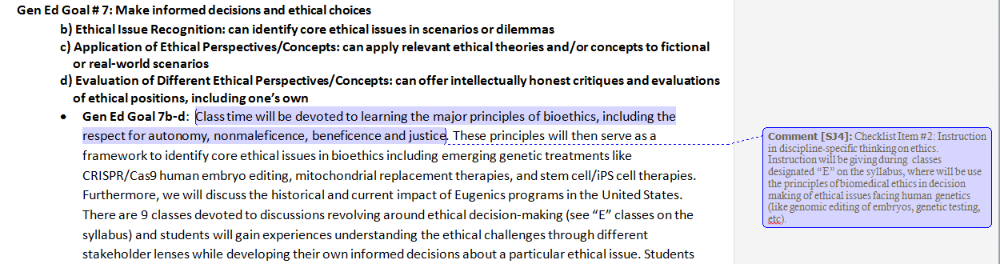 Gen Ed Goal # 7: Make informed decisions and ethical choices
b) Ethical Issue Recognition: can identify core ethical issues in scenarios or dilemmas
c) Application of Ethical Perspectives/Concepts: can apply relevant ethical theories and/or concepts to fictional
or real-world scenarios
d) Evaluation of Different Ethical Perspectives/Concepts: can offer intellectually honest critiques and evaluations
of ethical positions, including one's own
• Gen Ed Goal 7b-d: Class time will be devoted to learning the major principles of bioethics, including the
respect for autonomy, nonmaleficence, beneficence and justice. These principles will then serve as a
framework to identify core ethical issues in bioethics including emerging genetic treatments like
CRISPR/Cas9 human embryo editing, mitochondrial replacement therapies, and stem cell/iPS cell therapies.
Furthermore, we will discuss the historical and current impact of Eugenics programs in the United States.
There are 9 classes devoted to discussions revolving around ethical decision-making (see "E" classes on the
syllabus) and students will gain experiences understanding the ethical challenges through different
stakeholder lenses while developing their own informed decisions about a particular ethical issue. Students
Comment [SJ4]: Checklist Item #2: Instruction
in discipline-specific thinking on ethics.
Instruction will be giving during classes
designated "E" on the syllabus, where will be use
the principles of biomedical ethics in decision
making of ethical issues facing human genetics
(like genomic editing of embryos, genetic testing,
etc).